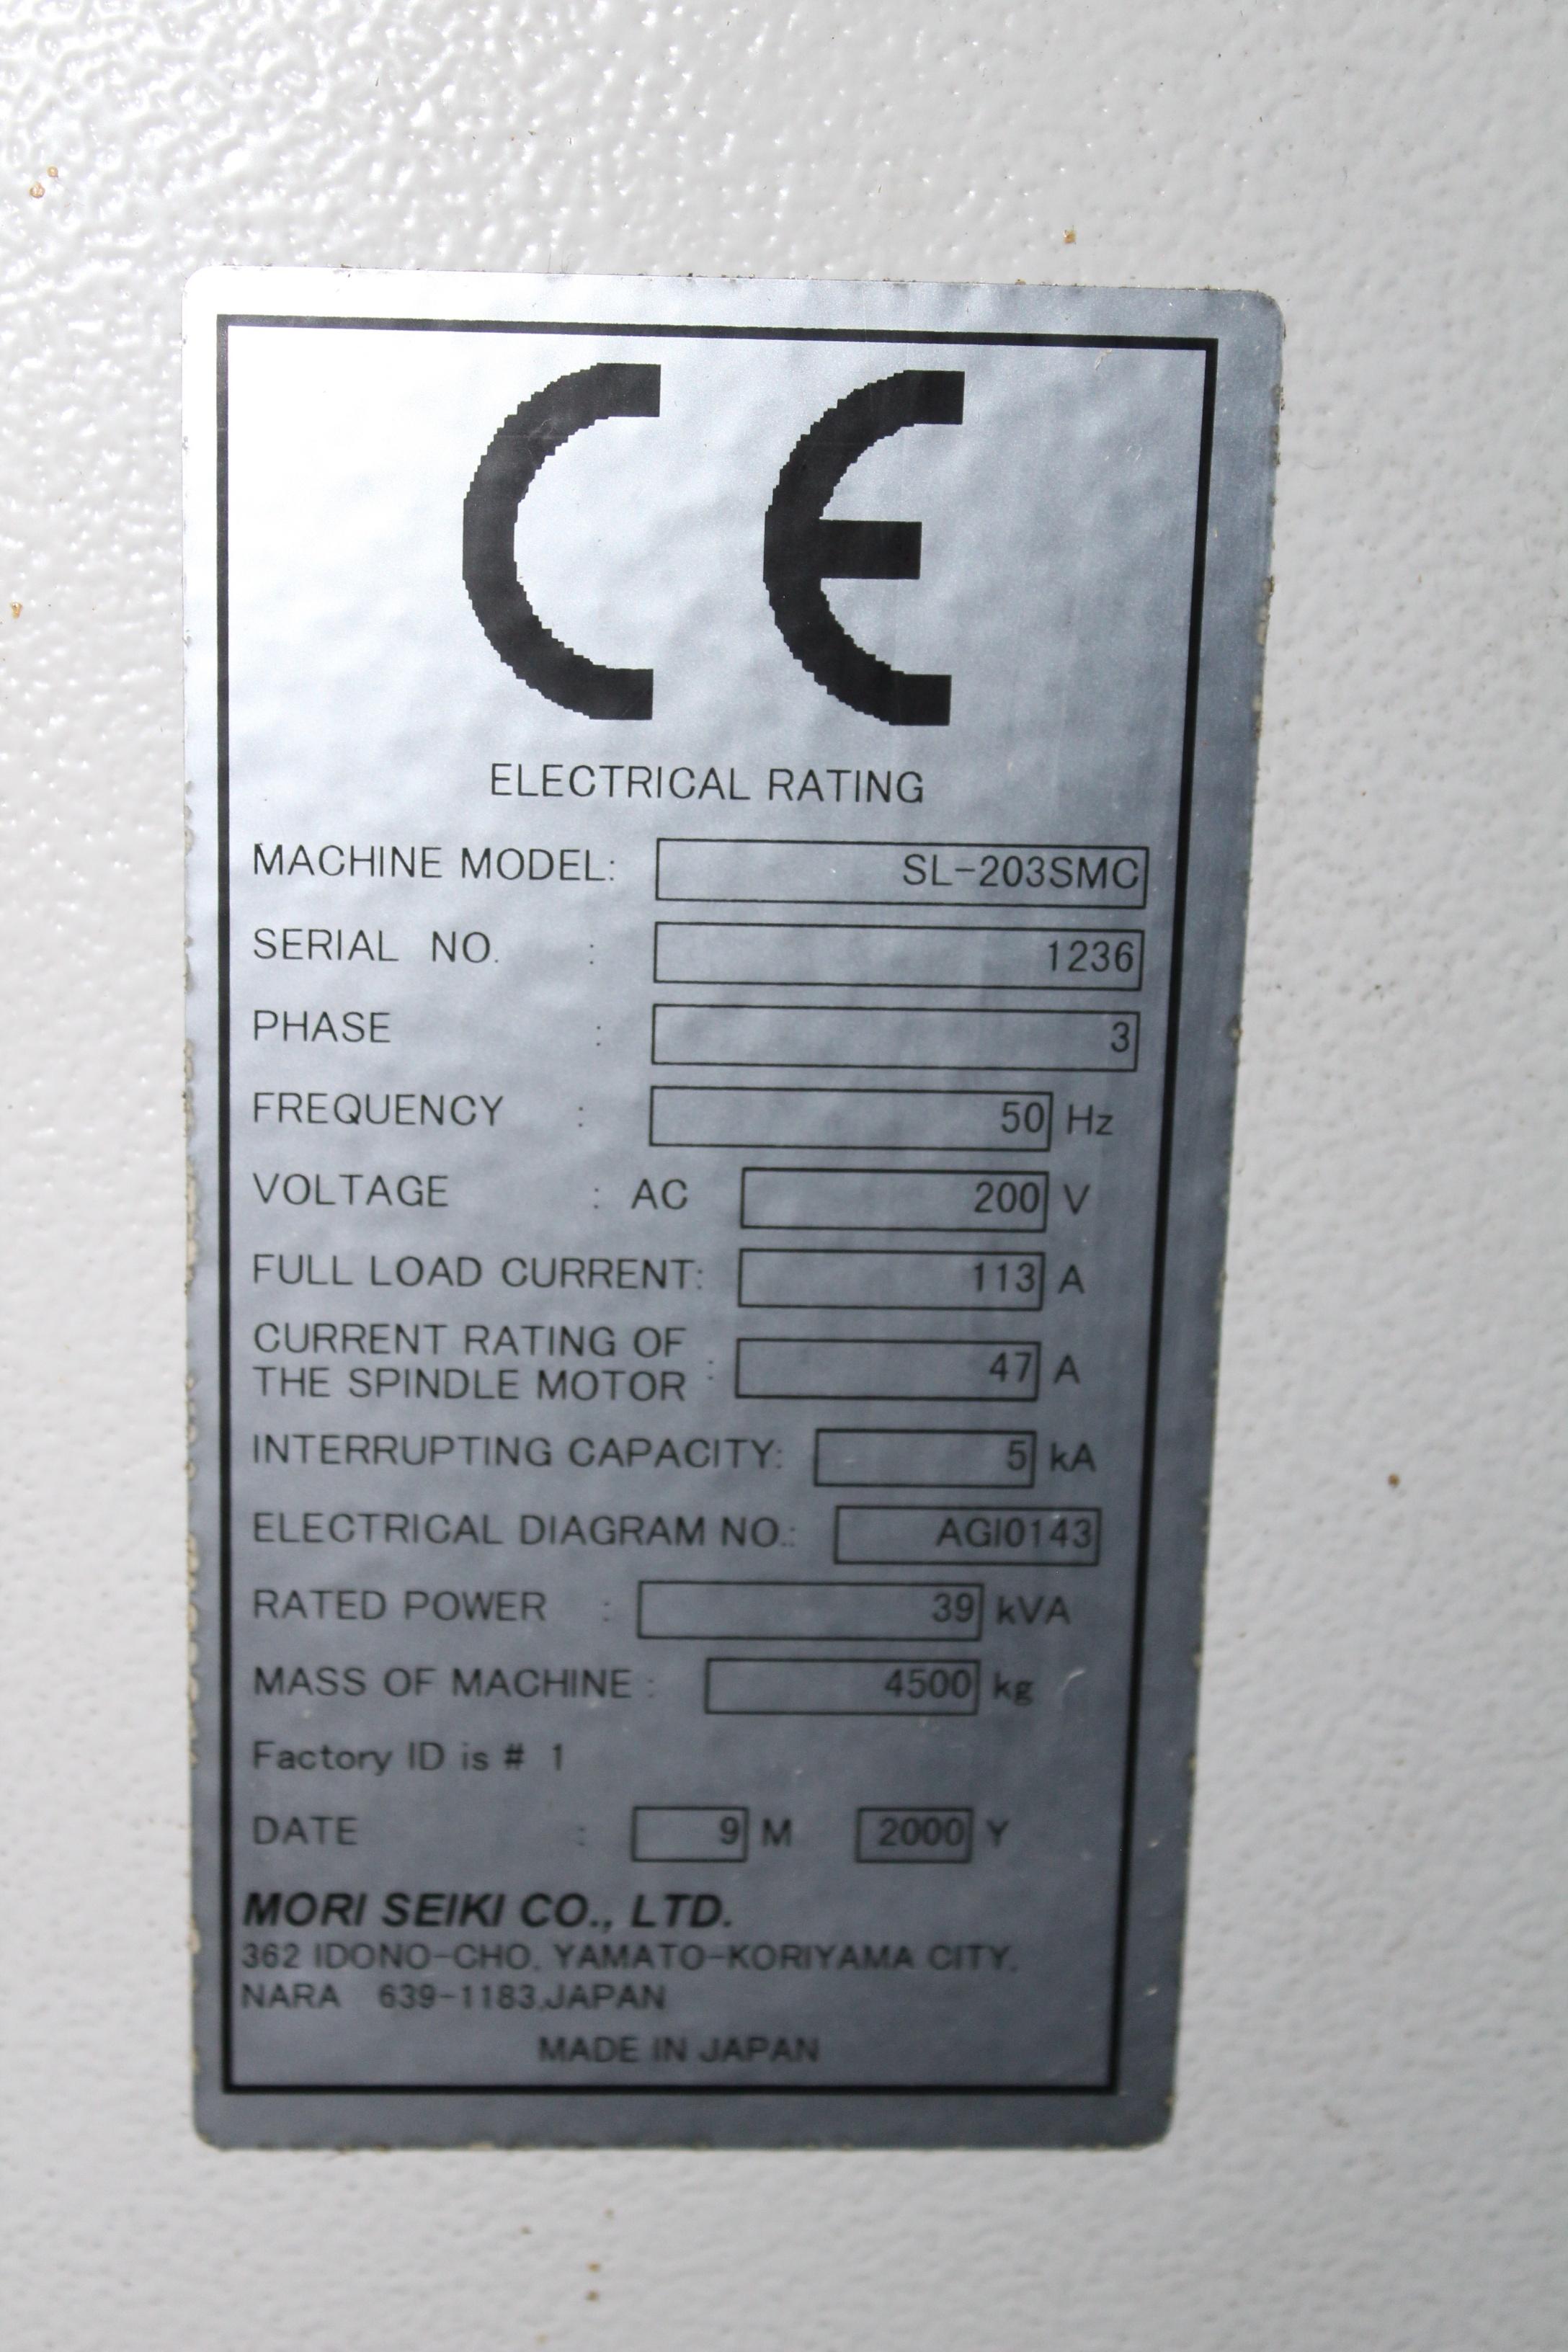 CE
ELECTRICAL RATING
MACHINE MODEL: SL-203SMC
SERIAL NO. : 1236
PHASE : 3
FREQUENCY : 50 Hz
VOLTAGE : AC 200 V
FULL LOAD CURRENT: 113 A
CURRENT RATING OF
THE SPINDLE MOTOR : 47 A
INTERRUPTING CAPACITY: 5 kA
ELECTRICAL DIAGRAM NO.: AGI0143
RATED POWER : 39 kVA
MASS OF MACHINE : 4500 kg
Factory ID is # 1
DATE : 9 M 2000 Y
MORI SEIKI CO., LTD.
362 IDONO-CHO, YAMATO-KORIYAMA CITY,
NARA 639-1183,JAPAN
MADE IN JAPAN